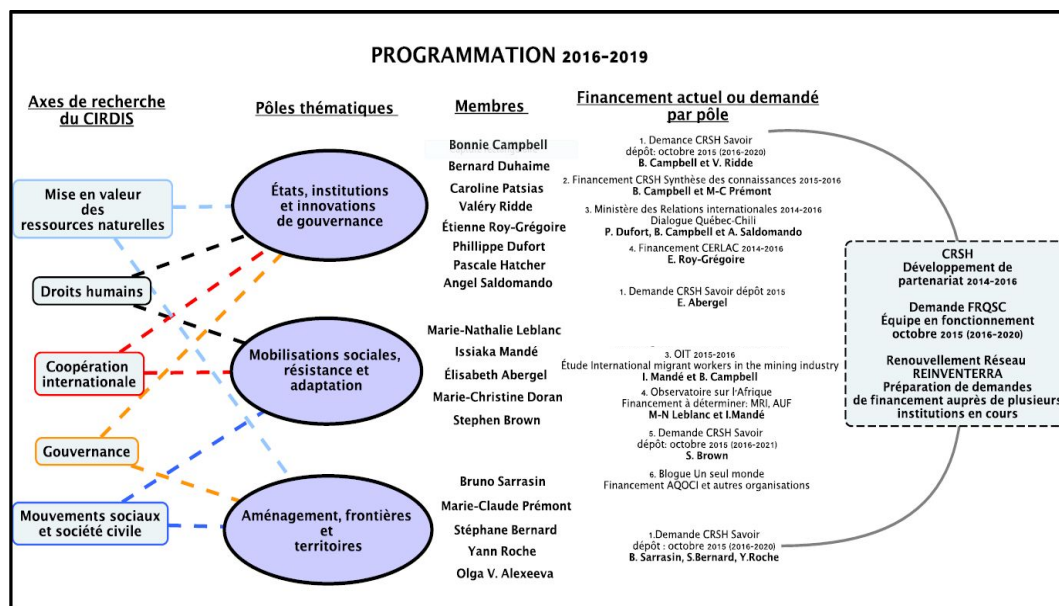 PROGRAMMATION 2016-2019
Axes de recherche
du CIRDIS
Pôles thématiques
Membres
Financement actuel ou demandé
par pôle
Mise en valeur
des
ressources naturelles
Droits humains
Coopération
internationale
Gouvernance
Mouvements sociaux
et société civile
États, institutions
et innovations
de gouvernance
Mobilisations sociales,
résistance et
adaptation
Aménagement, frontières
et
territoires
Bonnie Campbell
Bernard Duhaime
Caroline Patsias
Valéry Ridde
Étienne Roy-Grégoire
Phillippe Dufort
Pascale Hatcher
Angel Saldomando
Marie-Nathalie Leblanc
Issiaka Mandé
Élisabeth Abergel
Marie-Christine Doran
Stephen Brown
Bruno Sarrasin
Marie-Claude Prémont
Stéphane Bernard
Yann Roche
Olga V. Alexeeva
1. Demande CRSH Savoir
dépôt: octobre 2015 (2016-2020)
B. Campbell et V. Ridde
2. Financement CRSH Synthèse des connaissances 2015-2016
B. Campbell et M-C Prémont
3. Ministère des Relations internationales 2014-2016
Dialogue Québec-Chili
P. Dufort, B. Campbell et A. Saldomando
4. Financement CERLAC 2014-2016
E. Roy-Grégoire
1. Demande CRSH Savoir dépôt 2015
E. Abergel
3. OIT 2015-2016
Étude International migrant workers in the mining industry
I. Mandé et B. Campbell
4. Observatoire sur l'Afrique
Financement à déterminer: MRI, AUF
M-N Leblanc et I.Mandé
5. Demande CRSH Savoir
dépôt: octobre 2015 (2016-2021)
S. Brown
6. Blogue Un seul monde
Financement AQOCI et autres organisations
1.Demande CRSH Savoir
dépôt : octobre 2015 (2016-2020)
B. Sarrasin, S.Bernard, Y.Roche
CRSH
Développement de
partenariat 2014-2016
Demande FRQSC
Équipe en fonctionnement
octobre 2015 (2016-2020)
Renouvellement Réseau
REINVENTERRA
Préparation de demandes
de financement auprès de plusieurs
institutions en cours